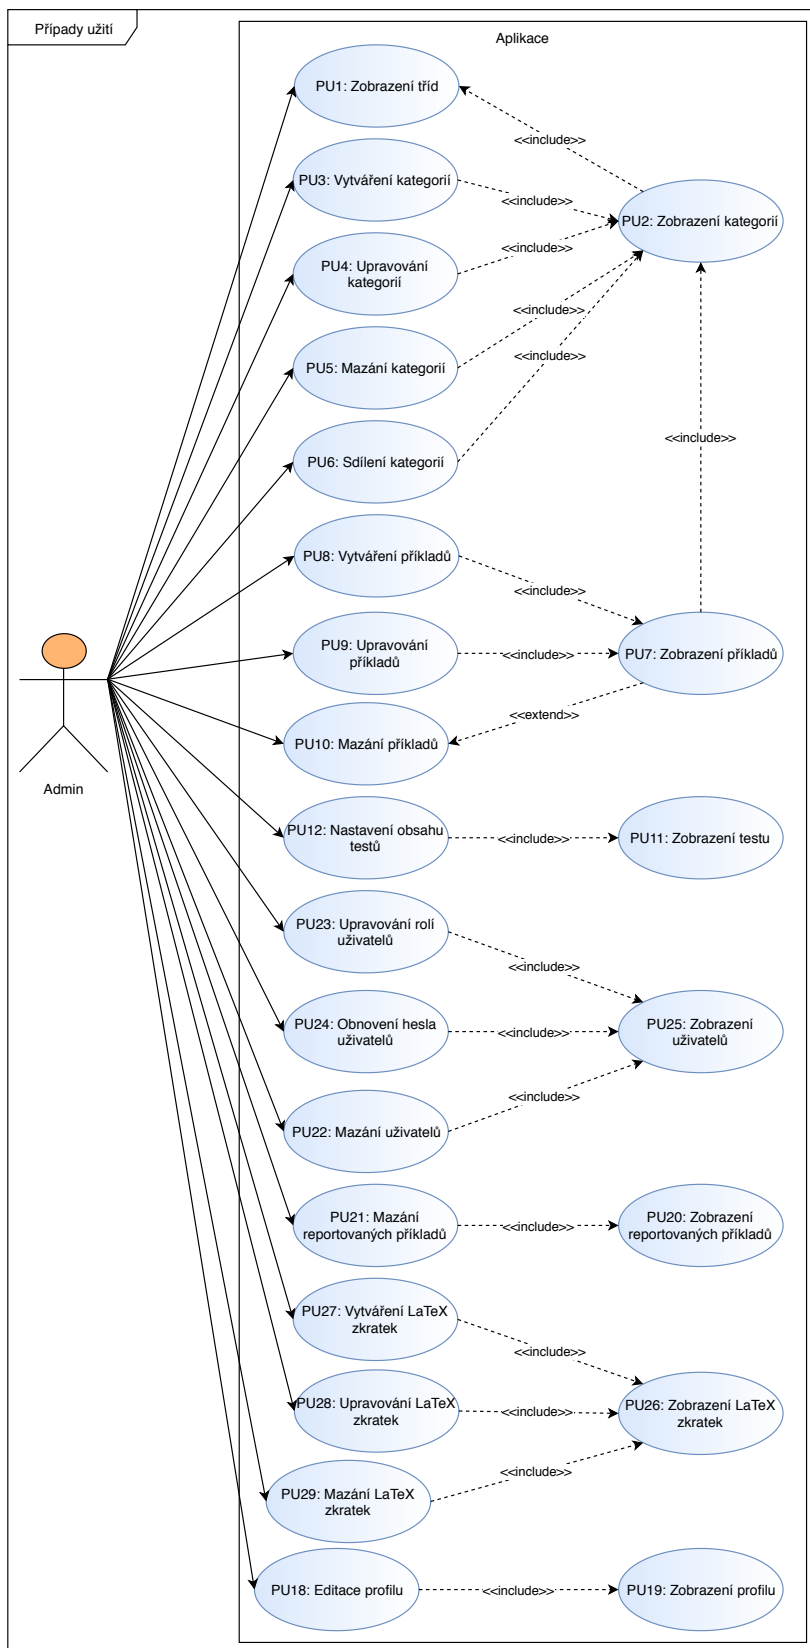 Případy užití
Aplikace
PU1: Zobrazení tříd
<<include>>
PU3: Vytváření kategorií
<<include>>
PU2: Zobrazení kategorií
PU4: Upravování
kategorií
<<include>>
<<include>>
PU5: Mazání kategorií
<<include>>
<<include>>
PU6: Sdílení kategorií
PU8: Vytváření příkladů
<<include>>
PU9: Upravování
příkladů
<<include>>
PU7: Zobrazení příkladů
<<extend>>
PU10: Mazání příkladů
Admin
PU12: Nastavení obsahu
testů
<<include>>
PU11: Zobrazení testu
PU23: Upravování rolí
uživatelů
<<include>>
PU24: Obnovení hesla
uživatelů
<<include>>
PU25: Zobrazení
uživatelů
<<include>>
PU22: Mazání uživatelů
PU21: Mazání
reportovaných příkladů
<<include>>
PU20: Zobrazení
reportovaných příkladů
PU27: Vytváření LaTeX
zkratek
<<include>>
PU28: Upravování LaTeX
zkratek
<<include>>
PU26: Zobrazení LaTeX
zkratek
<<include>>
PU29: Mazání LaTeX
zkratek
PU18: Editace profilu
<<include>>
PU19: Zobrazení profilu